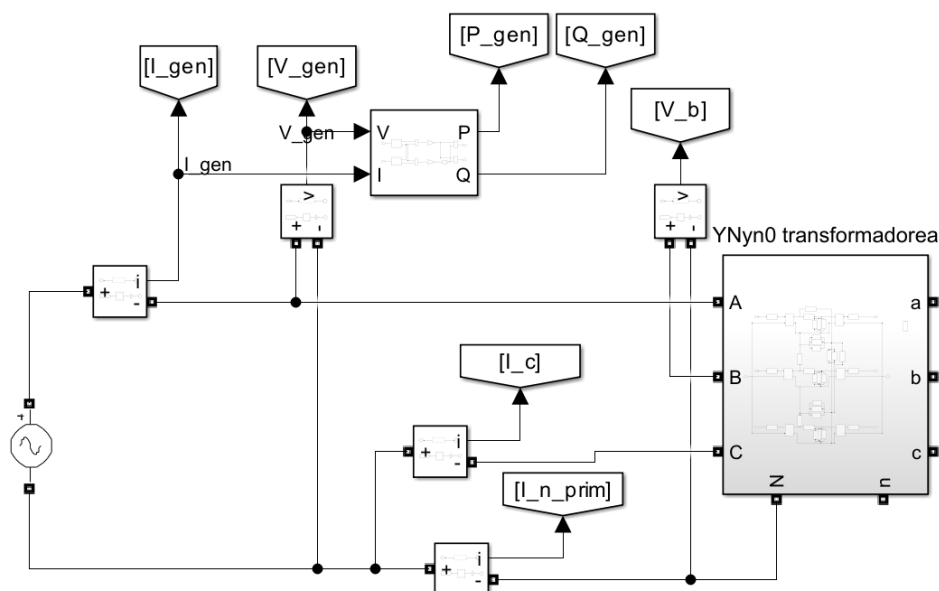 [P_gen]
[Q_gen]
[I_gen]
[V_gen]
[V_b]
V_gen
V
P
I_gen
I
Q
v
+
-
v
+
-
YNyn0 transformadorea
+
i
-
A
a
[I_c]
B
b
+
+
i
-
C
c
[I_n_prim]
N
n
+
i
-